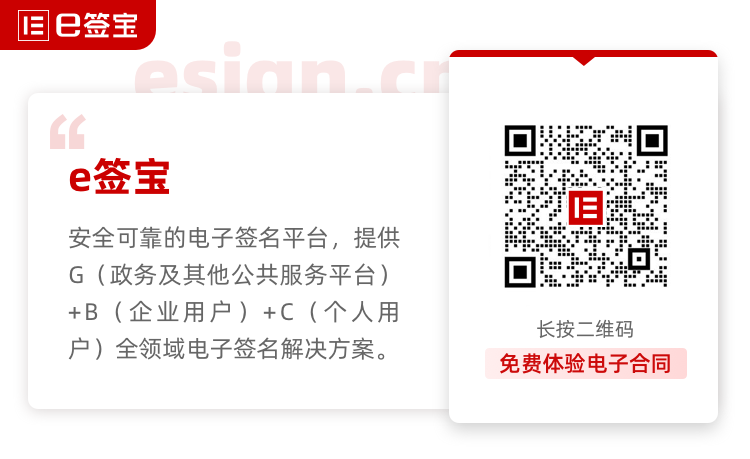 e签宝
esign.cn
e签宝
安全可靠的电子签名平台，提供
G（政务及其他公共服务平台）
+B（企业用户）+C（个人用
户）全领域电子签名解决方案。
长按二维码
免费体验电子合同